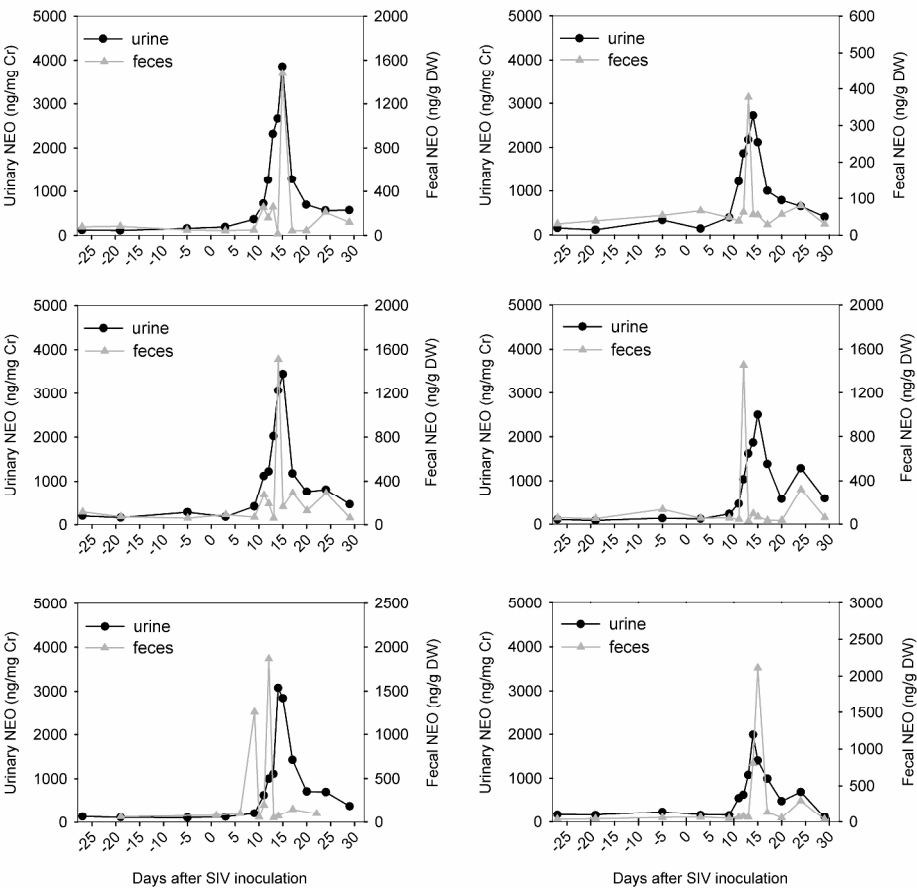 Urinary NEO (ng/mg Cr)
5000
4000
3000
2000
1000
0
urine
feces
2000
1600
1200
800
400
0
Fecal NEO (ng/g DW)
-25 -20 -15 -10 -5 0 5 10 15 20 25 30
Urinary NEO (ng/mg Cr)
5000
4000
3000
2000
1000
0
urine
feces
600
500
400
300
200
100
0
Fecal NEO (ng/g DW)
-25 -20 -15 -10 -5 0 5 10 15 20 25 30
Urinary NEO (ng/mg Cr)
5000
4000
3000
2000
1000
0
urine
feces
2000
1600
1200
800
400
0
Fecal NEO (ng/g DW)
-25 -20 -15 -10 -5 0 5 10 15 20 25 30
Urinary NEO (ng/mg Cr)
5000
4000
3000
2000
1000
0
urine
feces
2000
1600
1200
800
400
0
Fecal NEO (ng/g DW)
-25 -20 -15 -10 -5 0 5 10 15 20 25 30
Urinary NEO (ng/mg Cr)
5000
4000
3000
2000
1000
0
urine
feces
2500
2000
1500
1000
500
0
Fecal NEO (ng/g DW)
-25 -20 -15 -10 -5 0 5 10 15 20 25 30
Days after SIV inoculation
Urinary NEO (ng/mg Cr)
5000
4000
3000
2000
1000
0
urine
feces
3000
2500
2000
1500
1000
500
0
Fecal NEO (ng/g DW)
-25 -20 -15 -10 -5 0 5 10 15 20 25 30
Days after SIV inoculation